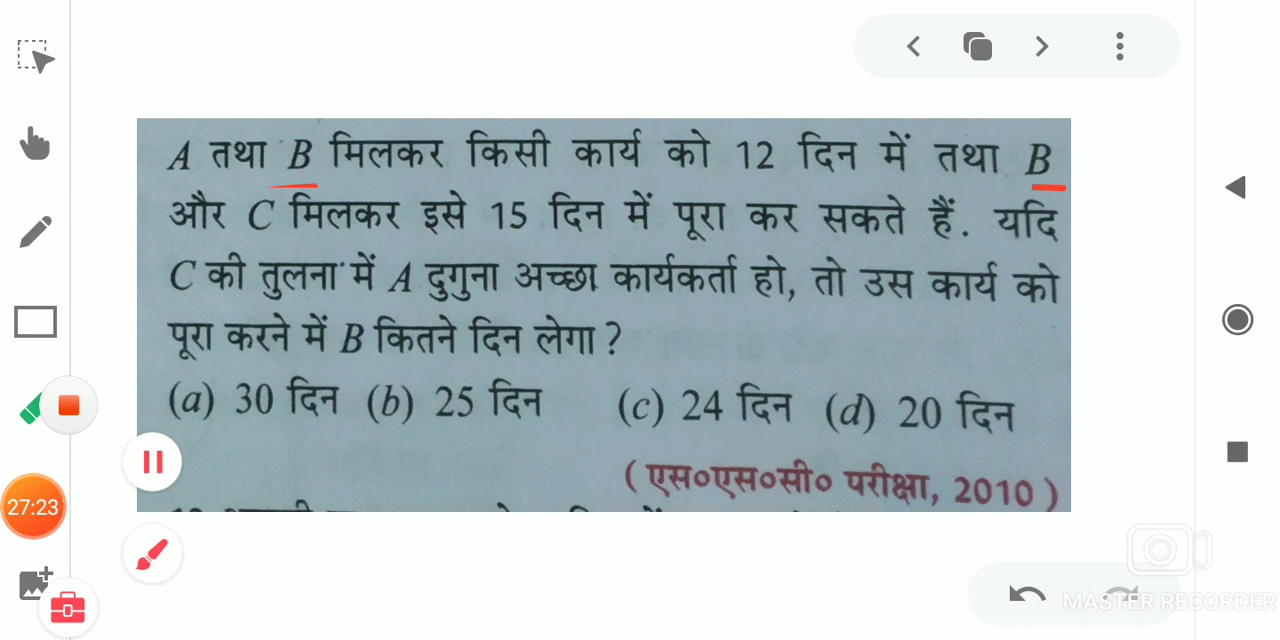 A तथा B मिलकर किसी कार्य को 12 दिन में तथा B
और C मिलकर इसे 15 दिन में पूरा कर सकते हैं. यदि
C की तुलना में A दुगुना अच्छा कार्यकर्ता हो, तो उस कार्य को
पूरा करने में B कितने दिन लेगा ?
(a) 30 दिन (b) 25 दिन (c) 24 दिन (d) 20 दिन
( एस०एस०सी० परीक्षा, 2010 )
27:23
MASTER RECORDER